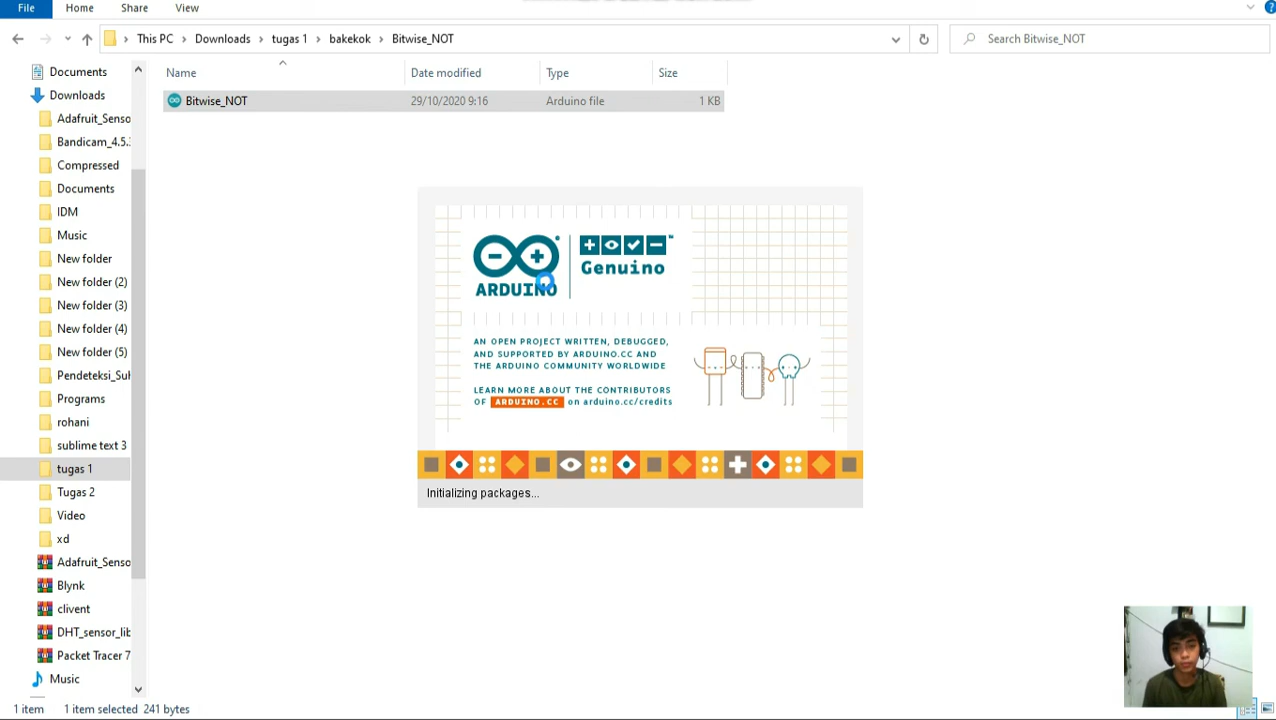 File Home Share View
This PC Downloads tugas 1 bakekok Bitwise_NOT
Search Bitwise_NOT
Name Date modified Type Size
Bitwise_NOT 29/10/2020 9:16 Arduino file 1 KB
Documents
Downloads
Adafruit_Senso
Bandicam_4.5.3
Compressed
Documents
IDM
Music
New folder
New folder (2)
New folder (3)
New folder (4)
New folder (5)
Pendeteksi_Suh
Programs
rohani
sublime text 3
tugas 1
Tugas 2
Video
xd
Adafruit_Senso
Blynk
clivent
DHT_sensor_lib
Packet Tracer 7
Music
ARDUINO
Genuino
AN OPEN PROJECT WRITTEN, DEBUGGED,
AND SUPPORTED BY ARDUINO.CC AND
THE ARDUINO COMMUNITY WORLDWIDE
LEARN MORE ABOUT THE CONTRIBUTORS
OF ARDUINO.CC on arduino.cc/credits
Initializing packages...
1 item 1 item selected 241 bytes